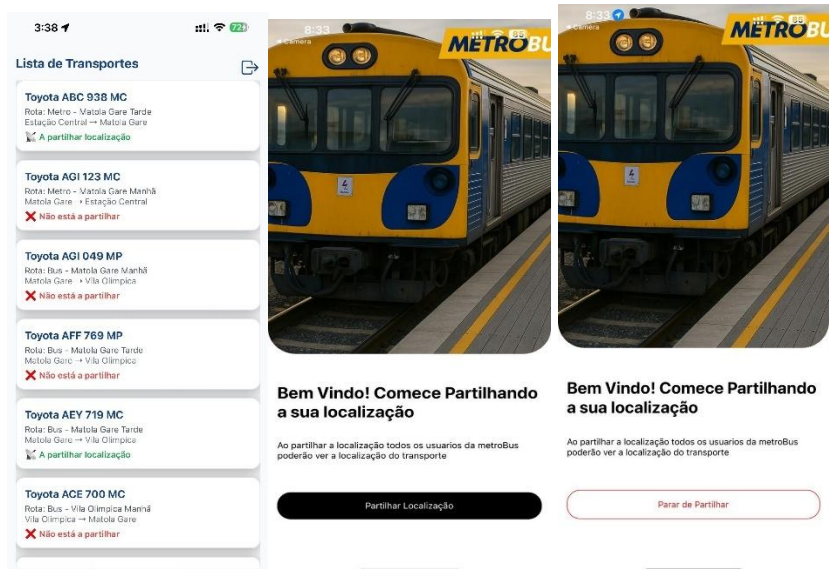 3:38
72
Lista de Transportes
Toyota ABC 938 MC
Rota: Metro - Matola Gare Tarde
Estação Central → Matola Gare
A partilhar localização
Toyota AGI 123 MC
Rota: Metro - Matola Gare Manhã
Matola Gare → Estação Central
Não está a partilhar
Toyota AGI 049 MP
Rota: Bus - Matola Gare Manhã
Matola Gare → Vila Olimpica
Não está a partilhar
Toyota AFF 769 MP
Rota: Bus - Matola Gare Tarde
Matola Gare → Vila Olimpica
Não está a partilhar
Toyota AEY 719 MC
Rota: Bus - Matola Gare Tarde
Matola Gare → Vila Olimpica
A partilhar localização
Toyota ACE 700 MC
Rota: Bus - Vila Olimpica Manhã
Vila Olimpica → Matola Gare
Não está a partilhar
8:33
Camera
METROBU
4
Bem Vindo! Comece Partilhando
a sua localização
Ao partilhar a localização todos os usuarios da metroBus
poderão ver a localização do transporte
Partilhar Localização
8:33
Camera
85
METROBU
4
Bem Vindo! Comece Partilhando
a sua localização
Ao partilhar a localização todos os usuarios da metroBus
poderão ver a localização do transporte
Parar de Partilhar